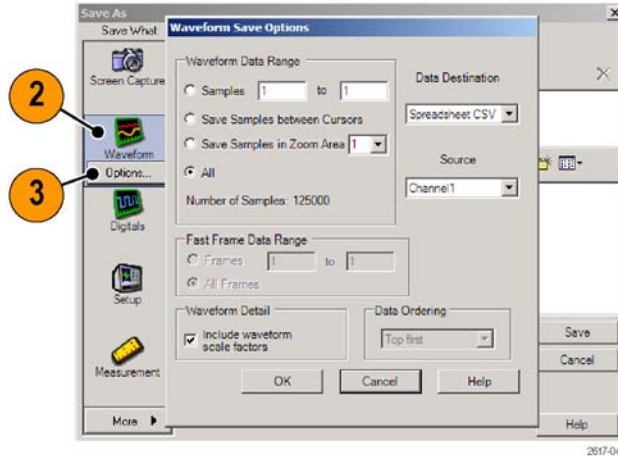 Save As
Save What:
Screen Capture
2
Waveform
3
Options...
Digitals
Setup
Measurement
More
Waveform Save Options
Waveform Data Range
Samples 1 to 1
Save Samples between Cursors
Save Samples in Zoom Area 1
All
Number of Samples: 125000
Data Destination
Spreadsheet CSV
Source
Channel1
Fast Frame Data Range
Frames 1 to 1
All Frames
Waveform Detail
Include waveform
scale factors
Data Ordering
Top first
OK
Cancel
Help
Save
Cancel
Help